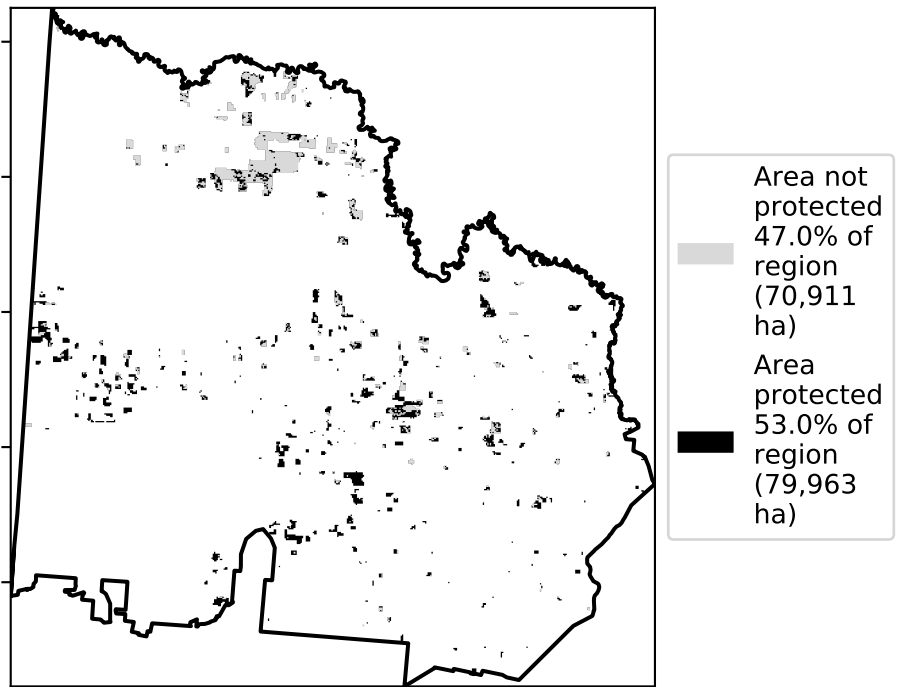 Area not
protected
47.0% of
region
(70,911
ha)
Area
protected
53.0% of
region
(79,963
ha)